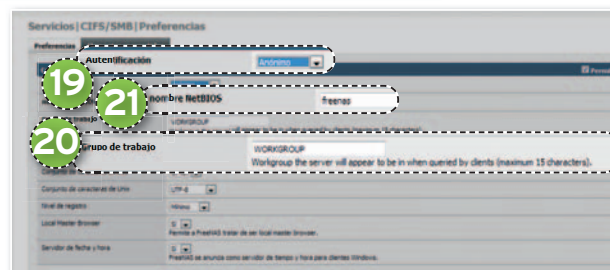 Servicios|CIFS/SMB|Preferencias
Preferencias
Autentificación
Anónimo
19
21
nombre NetBIOS
freenas
trabajo
WORKGROUP
20
Grupo de trabajo
WORKGROUP
Workgroup the server will appear to be in when queried by clients (maximum 15 characters).
Conjunto de caracteres de Unix
UTF-8
Nivel de registro
Mínimo
Local Master Browser
Sí
Permite a FreeNAS tratar de ser local master browser.
Servidor de fecha y hora
Sí
FreeNAS se anuncia como servidor de tiempo y hora para clientes Windows.